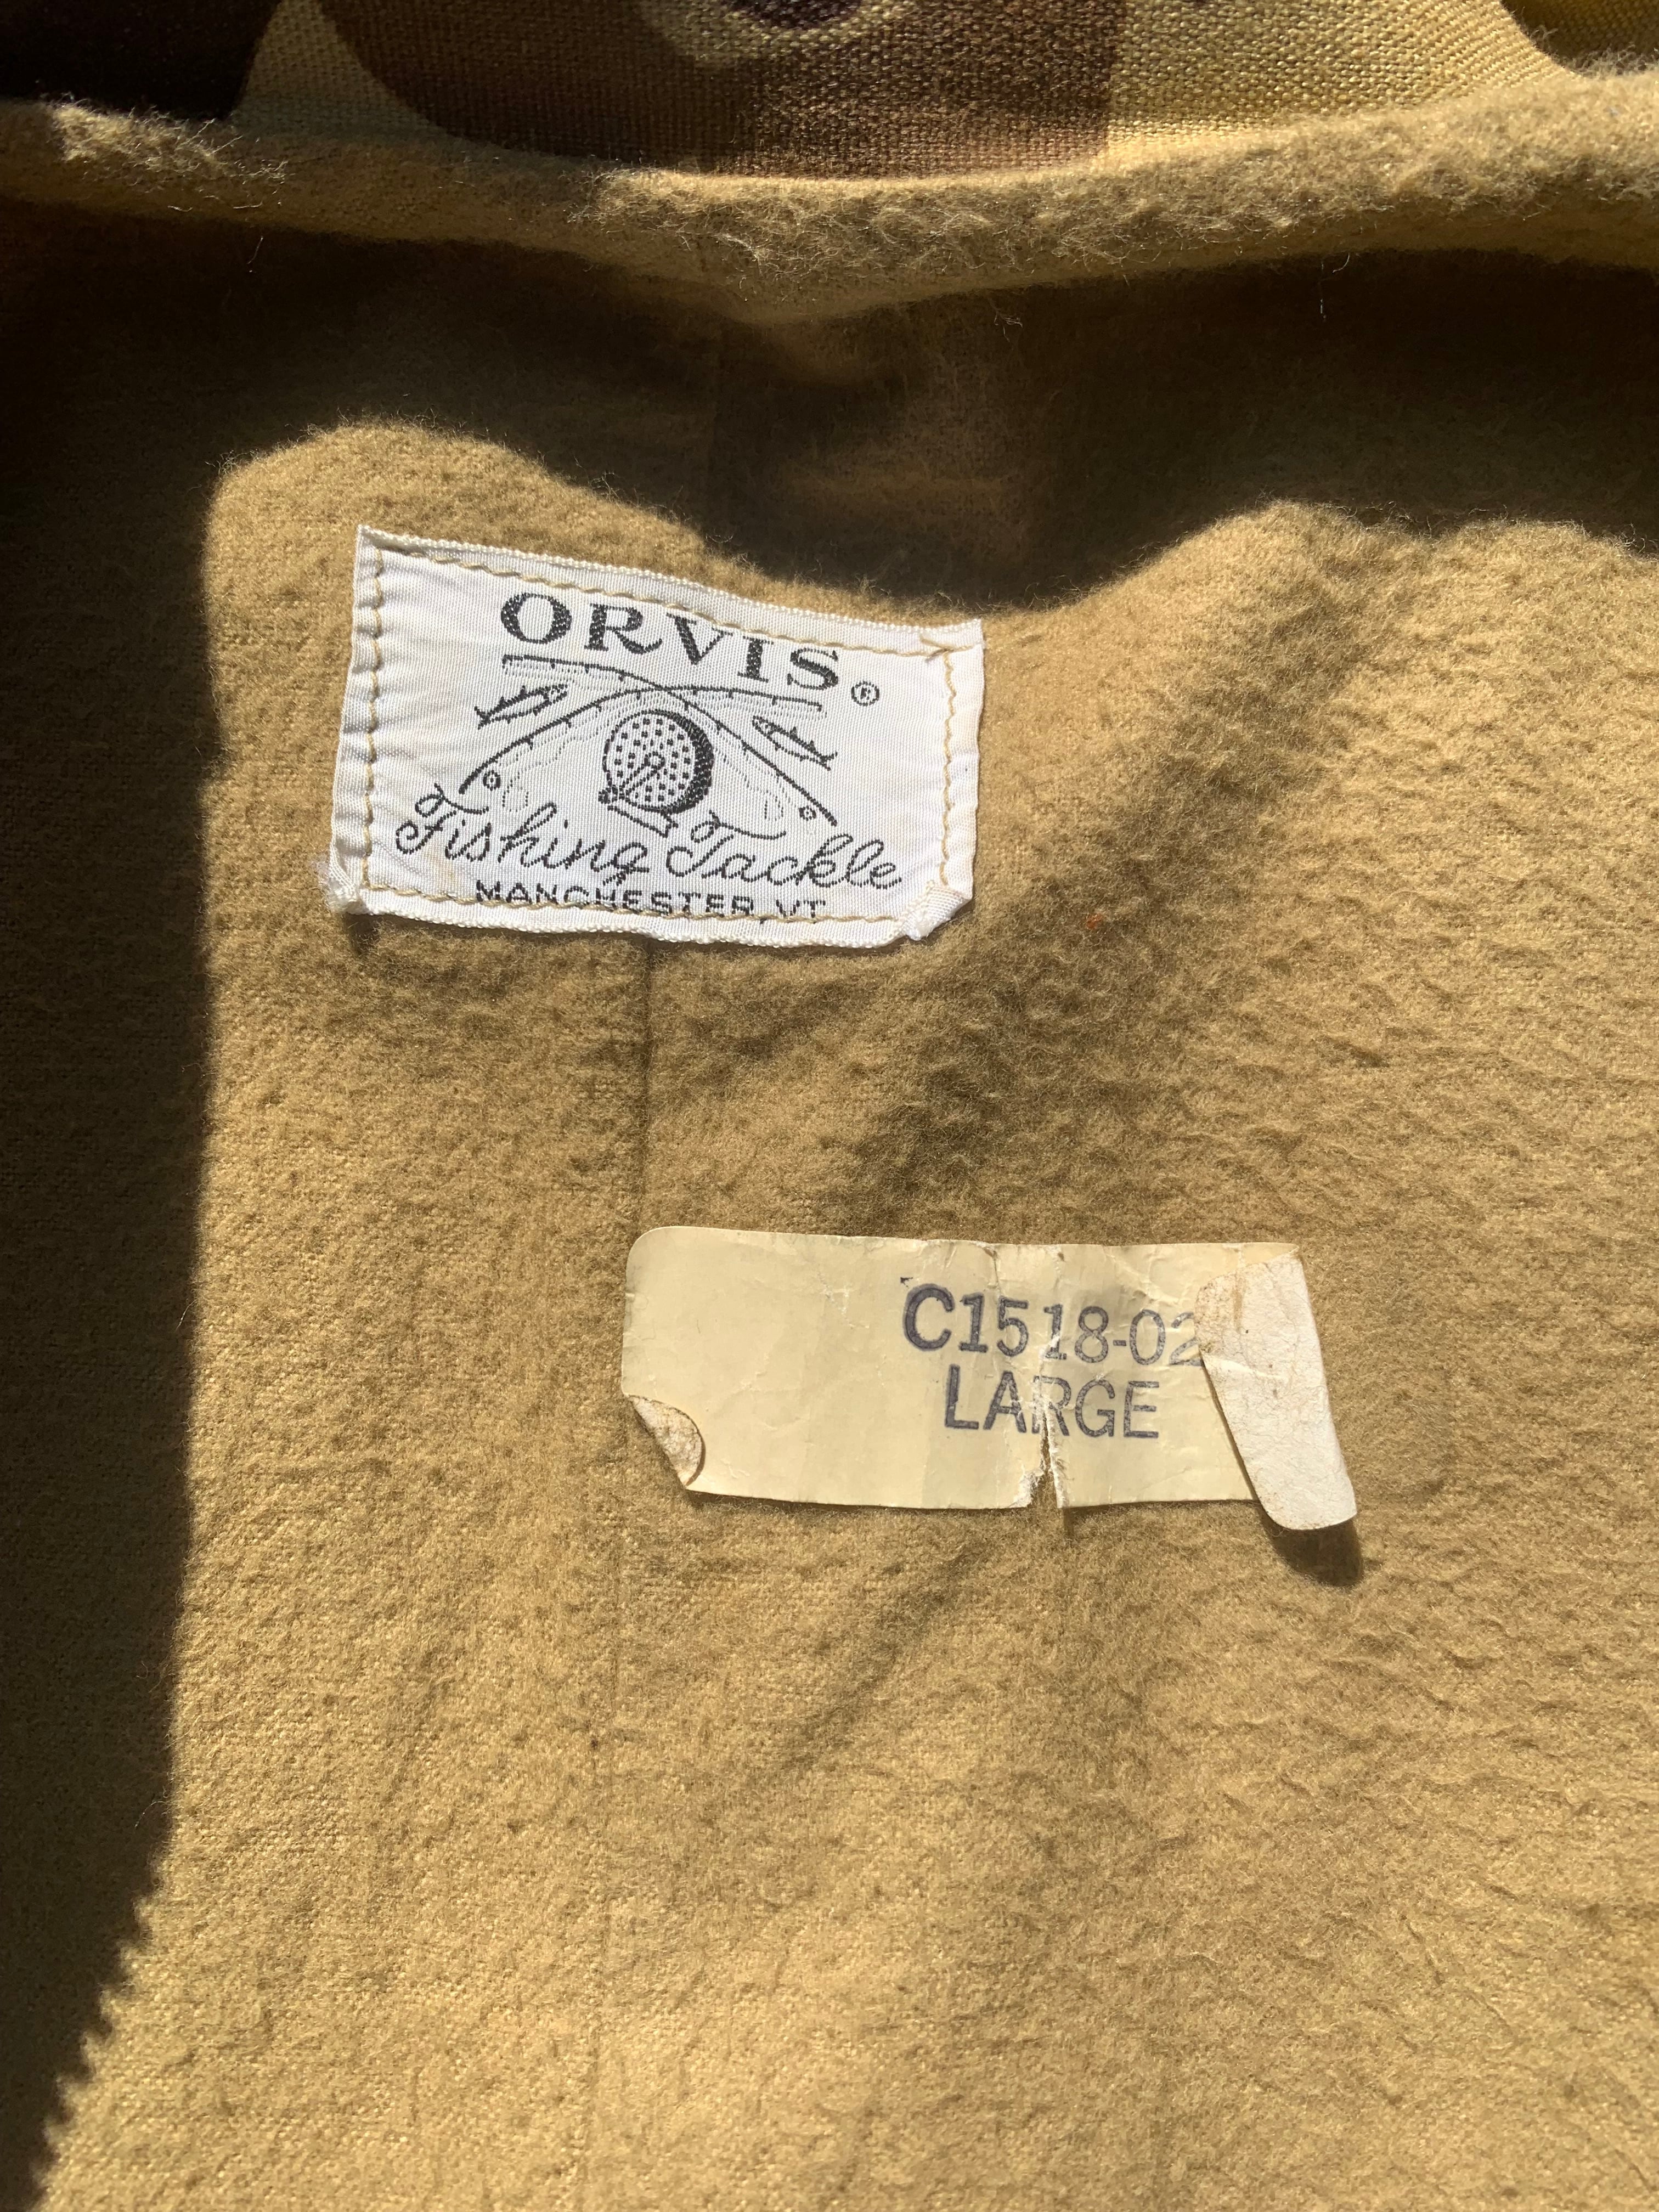 ORVIS®
Fishing Tackle
MANCHESTER, VT
C1518-02
LARGE